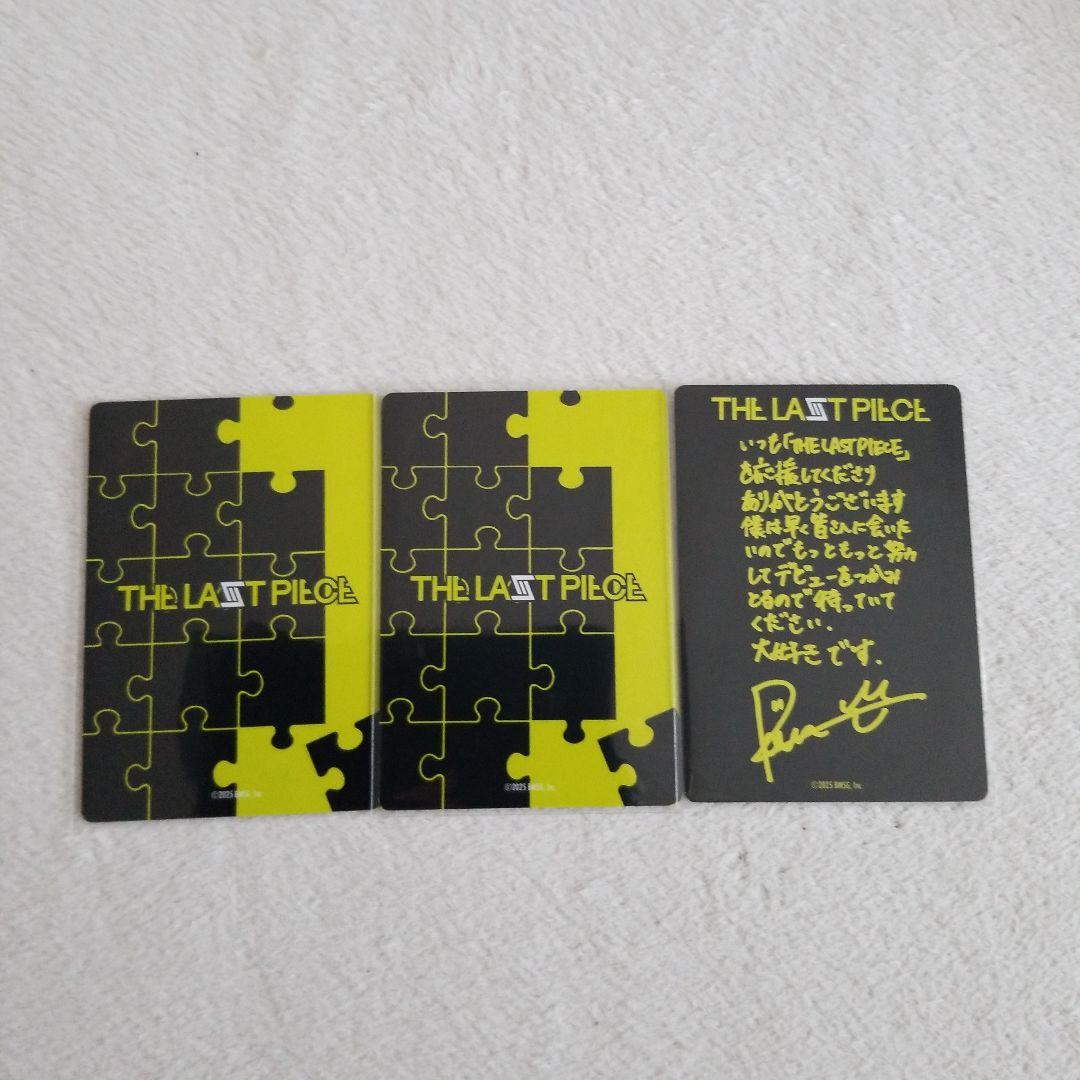 THE LAST PIECE
©2025 BMSG, Inc.
THE LAST PIECE
©2025 BMSG, Inc.
THE LAST PIECE
いつも「THE LAST PIECE」
を応援してくださり
ありがとうございます
僕は早く皆さんに会いた
いのでもっともっと努力
してデビューをつかみ
とるので待っていて
ください.
大好きです.
©2025 BMSG, Inc.